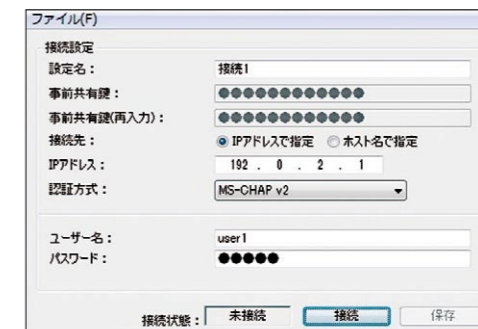 ファイル(F)
接続設定
設定名： 接続1
事前共有鍵： ●●●●●●●●●●●●
事前共有鍵(再入力)： ●●●●●●●●●●●●
接続先： IPアドレスで指定 ホスト名で指定
IPアドレス： 192 . 0 . 2 . 1
認証方式： MS-CHAP v2
ユーザー名： user1
パスワード： ●●●●●
接続状態： 未接続 接続 保存